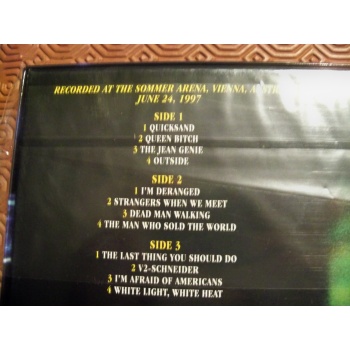 RECORDED AT THE SOMMER ARENA, VIENNA,
JUNE 24, 1997
SIDE 1
1 QUICKSAND
2 QUEEN BITCH
3 THE JEAN GENIE
4 OUTSIDE
SIDE 2
1 I'M DERANGED
2 STRANGERS WHEN WE MEET
3 DEAD MAN WALKING
4 THE MAN WHO SOLD THE WORLD
SIDE 3
1 THE LAST THING YOU SHOULD DO
2 V2-SCHNEIDER
3 I'M AFRAID OF AMERICANS
4 WHITE LIGHT, WHITE HEAT